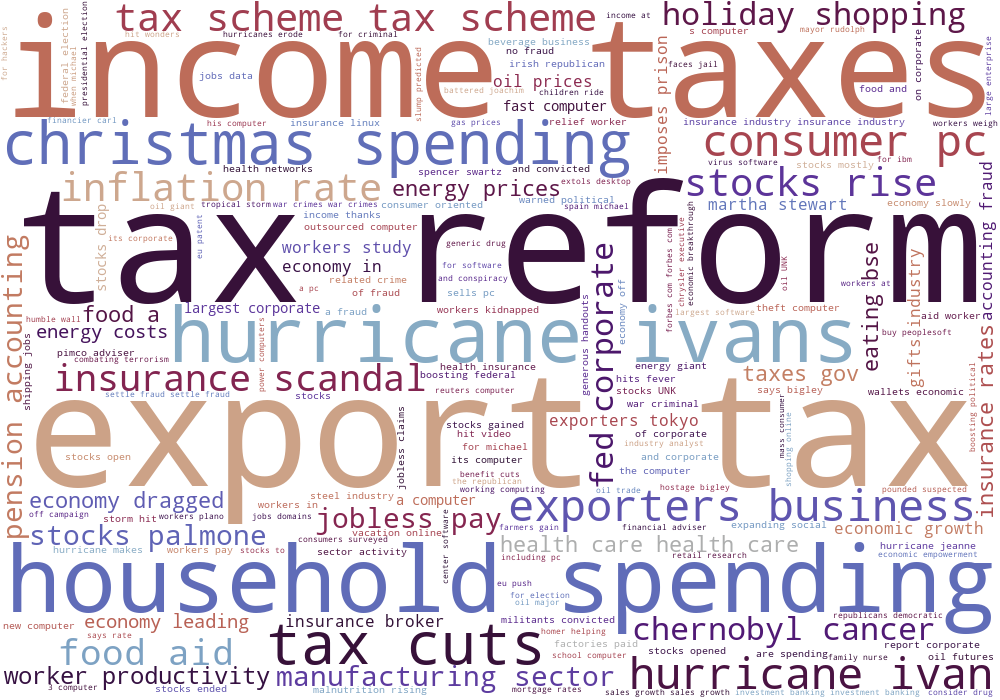 tax scheme tax scheme
income at
holiday shopping
for hackers
federal election
when michael
presidential election
hit wonders
hurricanes erode
for criminal
s computer
mayor rudolph
income taxes
beverage business
no fraud
irish republican
jobs data
slump predicted
oil prices
battered joachim
children ride
fast computer
imposes prison
faces jail
food and
on corporate
large enterprise
financier carl
his computer
insurance linux
gas prices
relief worker
insurance industry insurance industry
workers weigh
christmas spending
consumer pc
health networks
spencer swartz
and convicted
virus software
stocks mostly
for ibm
inflation rate
energy prices
extols desktop
warned political
stocks rise
accounting fraud
stocks drop
oil giant
tropical storm
war crimes war crimes
consumer oriented
spain michael
martha stewart
economy slowly
income thanks
outsourced computer
eu patent
its corporate
tax reform
workers study
generic drug
economy in
for software
related crime
and conspiracy
a pc
of fraud
sells pc
fed corporate
forbes com forbes com
chrysler executive
economic breakthrough
oil UNK
eating abse
workers at
gifts industry
pension accounting
humble wall
food a
largest corporate
a fraud
workers kidnapped
economy off
largest software
theft computer
aid worker
energy costs
hurricane ivans
power computers
buy peoplesoft
shipping jobs
pimco adviser
combating terrorism
generous handouts
insurance rates
insurance scandal
health insurance
boosting federal
energy giant
taxes gov
hits fever
reuters computer
stocks UNK
says bigley
wallets economic
boosting political
settle fraud settle fraud
stocks
war criminal
export tax
jobless claims
stocks gained
exporters tokyo
hit video
of corporate
for michael
industry analyst
mass consumer
shopping online
stocks open
its computer
and corporate
benefit cuts
the computer
the republican
working computing
hostage bigley
oil trade
pounded suspected
economy dragged
steel industry
workers in
a computer
exporters business
off campaign
storm hit
workers plano
jobs domains
jobless pay
farmers gain
financial adviser
expanding social
economic growth
stocks palmone
vacation online
consumers surveyed
center software
health care health care
hurricane makes
workers pay
stocks to
sector activity
including pc
retail research
hurricane jeanne
economic empowerment
household spending
eu push
for election
oil major
new computer
economy leading
insurance broker
militants convicted
republicans democratic
says rate
homer helping
chernobyl cancer
food aid
tax cuts
factories paid
report corporate
school computer
stocks opened
are spending
family nurse
oil futures
worker productivity
manufacturing sector
hurricane ivan
3 computer
stocks ended
malnutrition rising
mortgage rates
sales growth sales growth
investment banking investment banking
consider drug